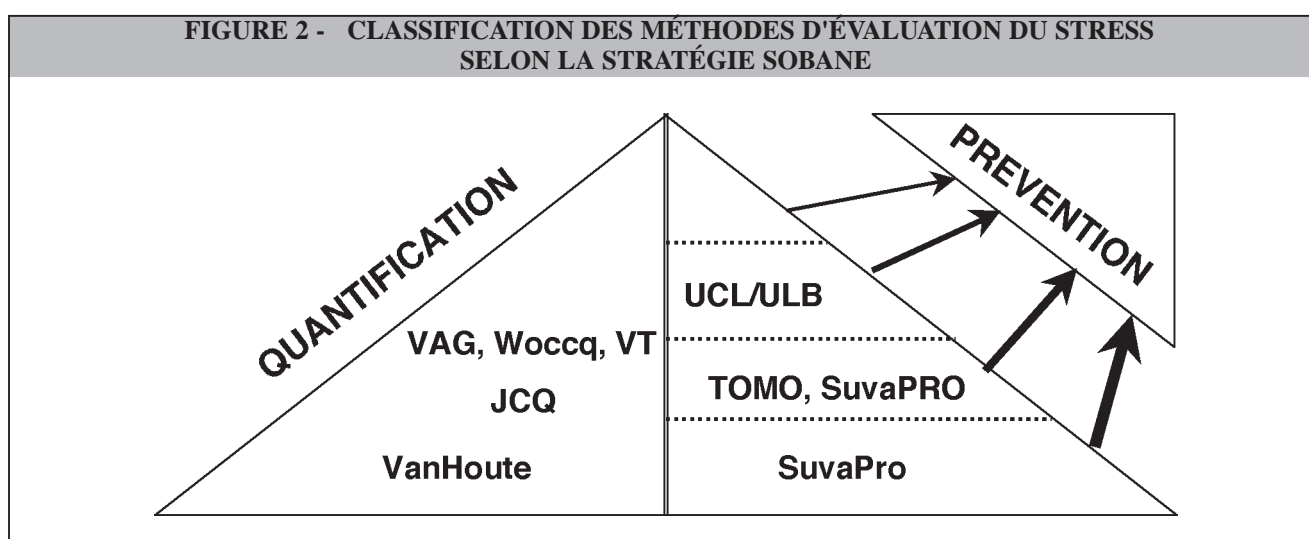 FIGURE 2 - CLASSIFICATION DES MÉTHODES D'ÉVALUATION DU STRESS
SELON LA STRATÉGIE SOBANE
QUANTIFICATION
PREVENTION
UCL/ULB
VAG, Woccq, VT
JCQ
TOMO, SuvaPRO
VanHoute
SuvaPro